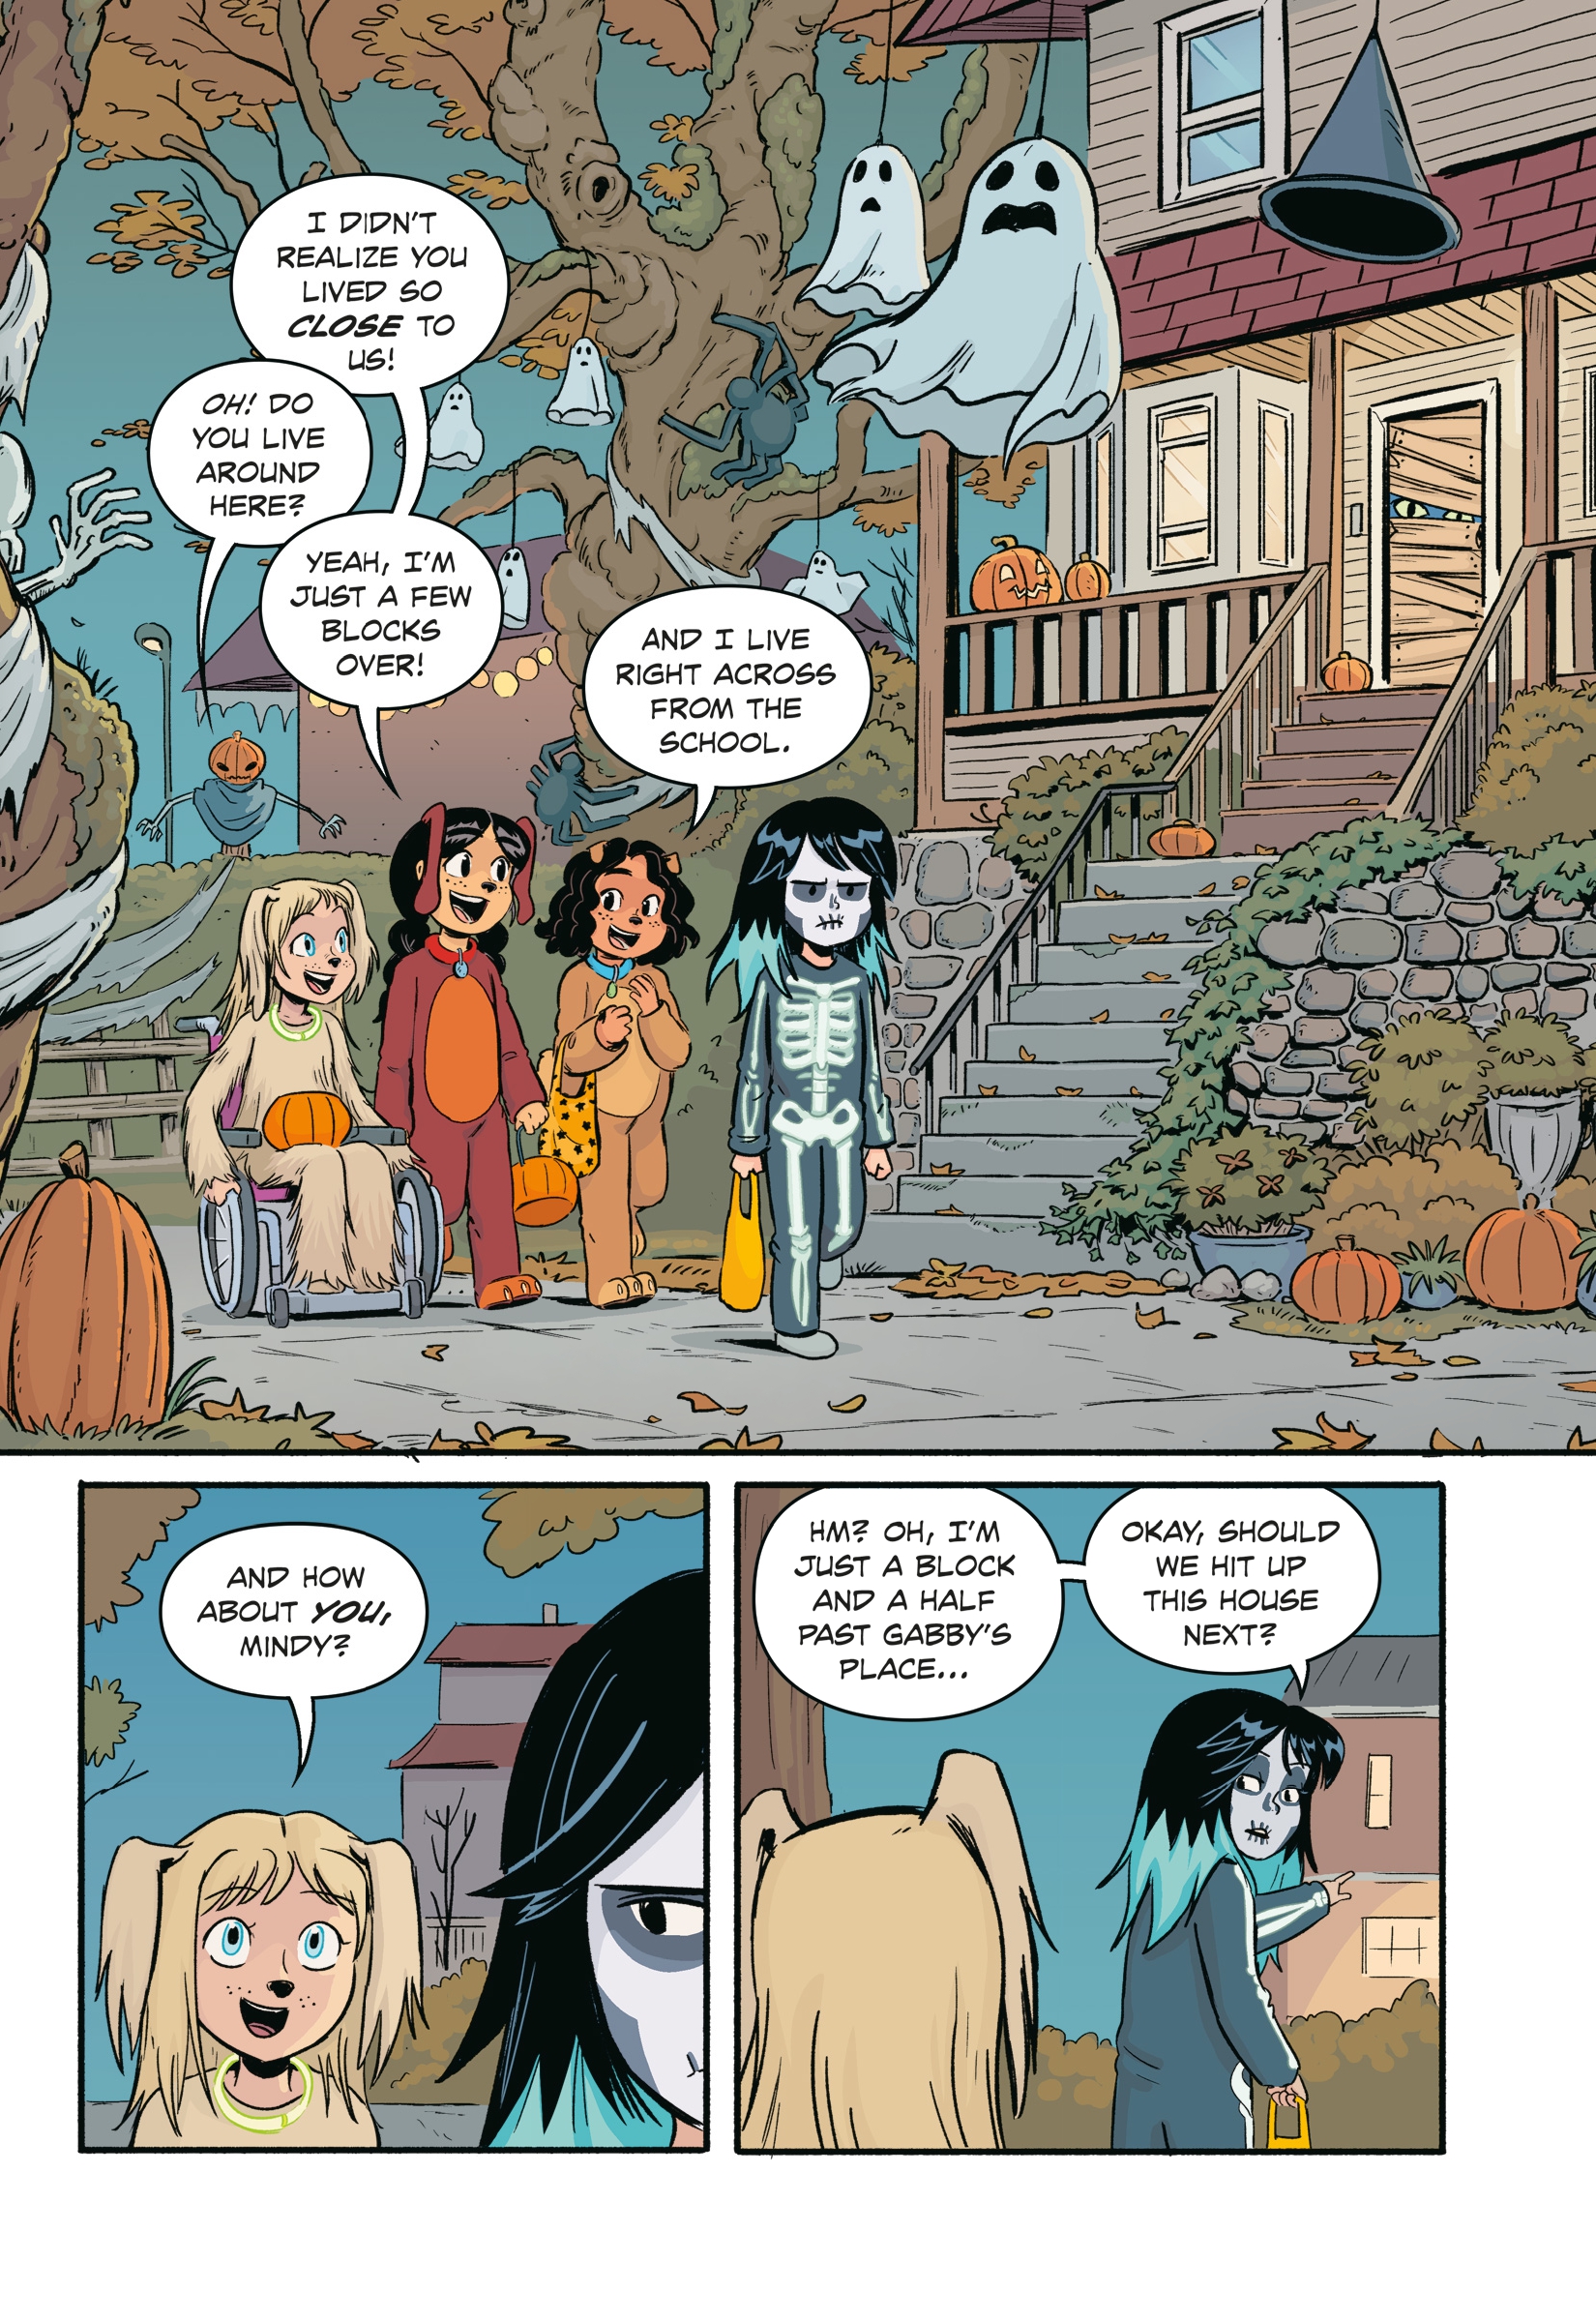 I DIDN'T
REALIZE YOU
LIVED SO
CLOSE TO
US!
OH! DO
YOU LIVE
AROUND
HERE?
YEAH, I'M
JUST A FEW
BLOCKS
OVER!
AND I LIVE
RIGHT ACROSS
FROM THE
SCHOOL.
AND HOW
ABOUT YOU,
MINDY?
HM? OH, I'M
JUST A BLOCK
AND A HALF
PAST GABBY'S
PLACE...
OKAY, SHOULD
WE HIT UP
THIS HOUSE
NEXT?